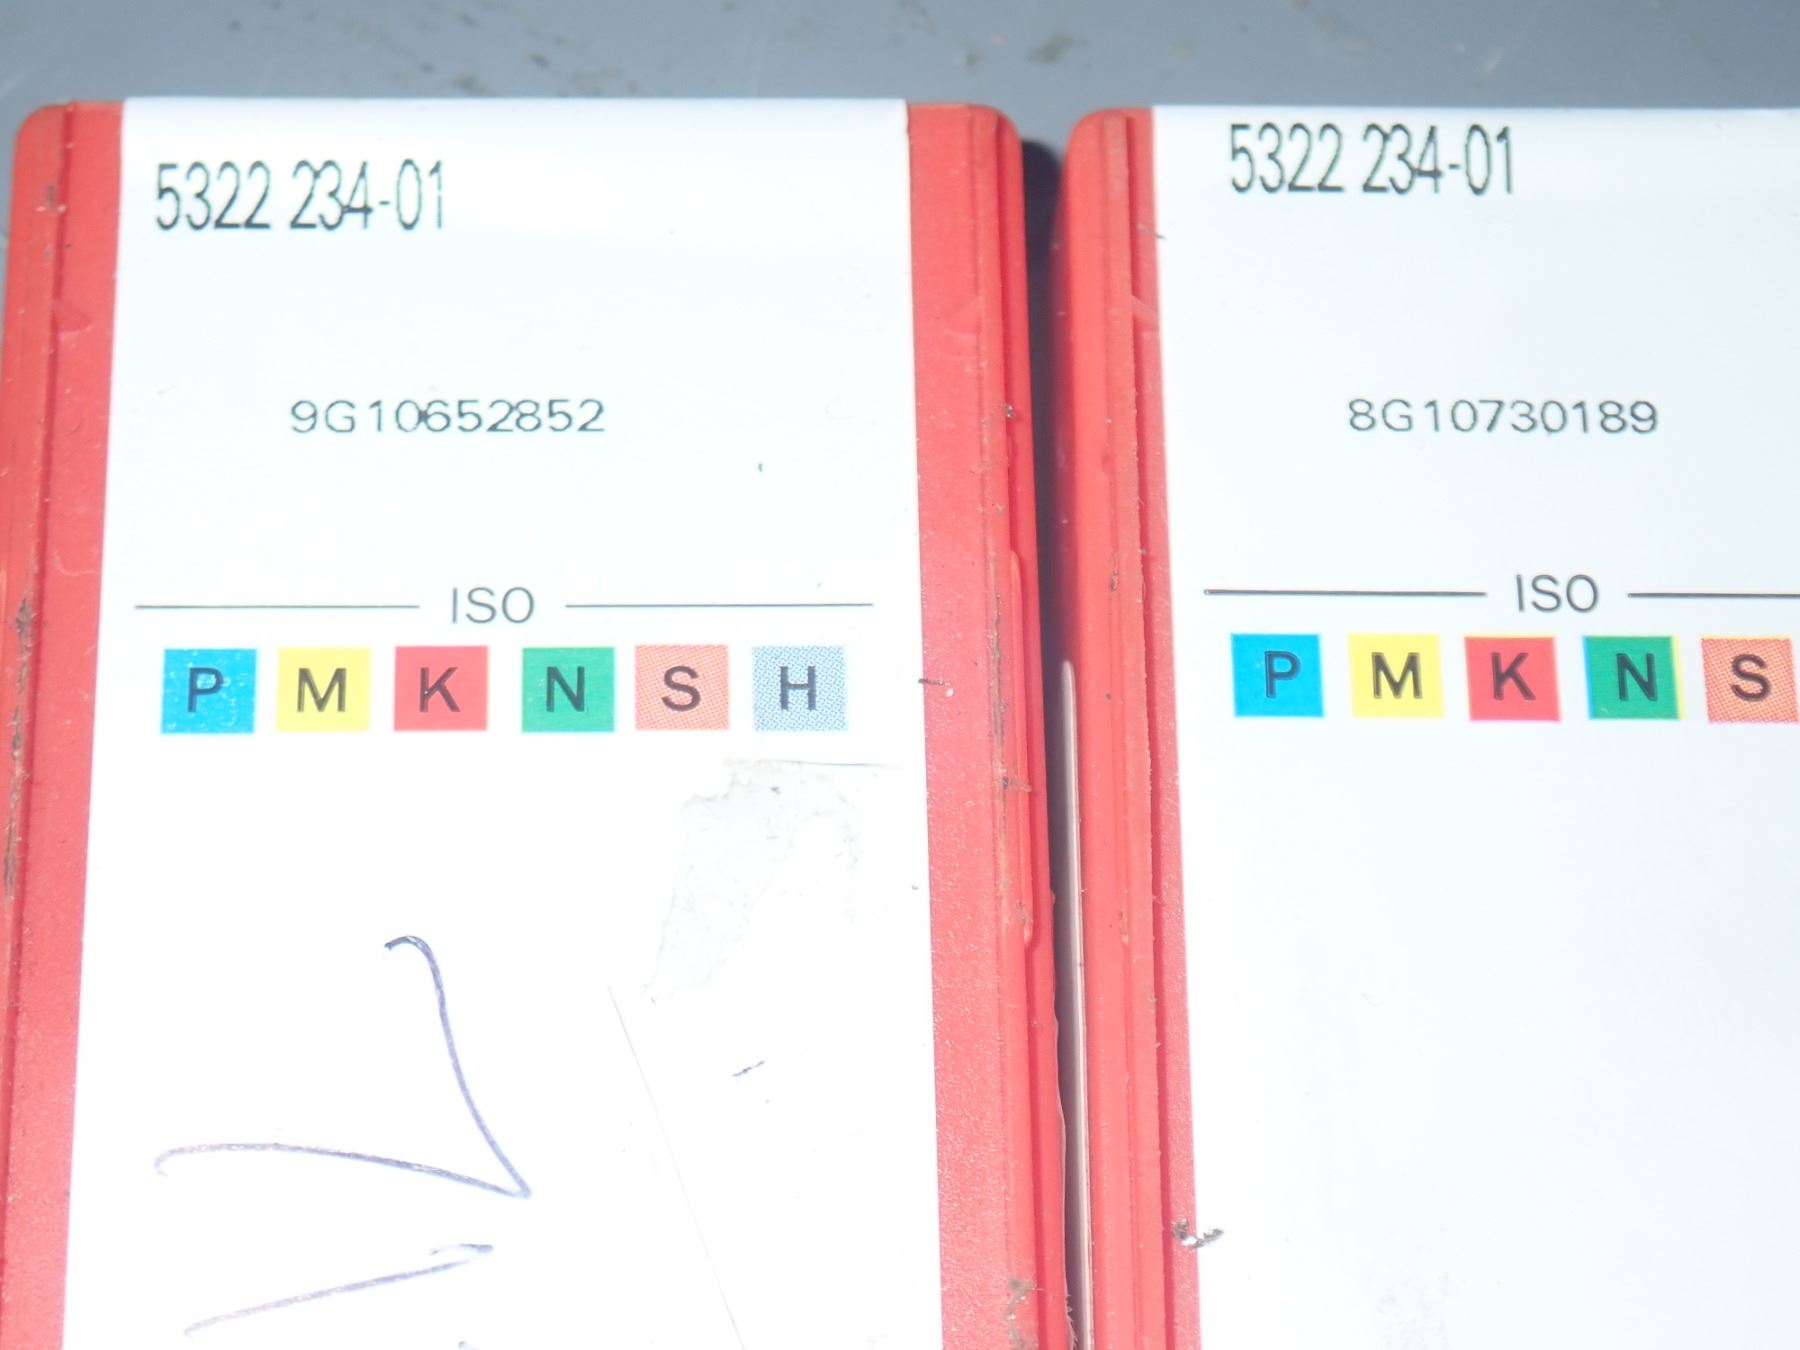 5322 234-01
9G10652852
ISO
P M K N S H
5322 234-01
8G10730189
ISO
P M K N S